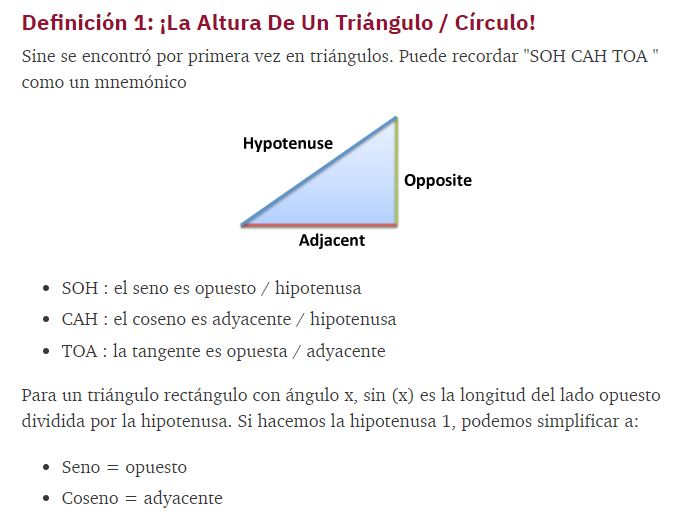 Definición 1: ¡La Altura De Un Triángulo / Círculo!
Sine se encontró por primera vez en triángulos. Puede recordar "SOH CAH TOA "
como un mnemónico
Hypotenuse
Opposite
Adjacent
• SOH : el seno es opuesto / hipotenusa
• CAH : el coseno es adyacente / hipotenusa
• TOA : la tangente es opuesta / adyacente
Para un triángulo rectángulo con ángulo x, sin (x) es la longitud del lado opuesto
dividida por la hipotenusa. Si hacemos la hipotenusa 1, podemos simplificar a:
• Seno = opuesto
• Coseno = adyacente